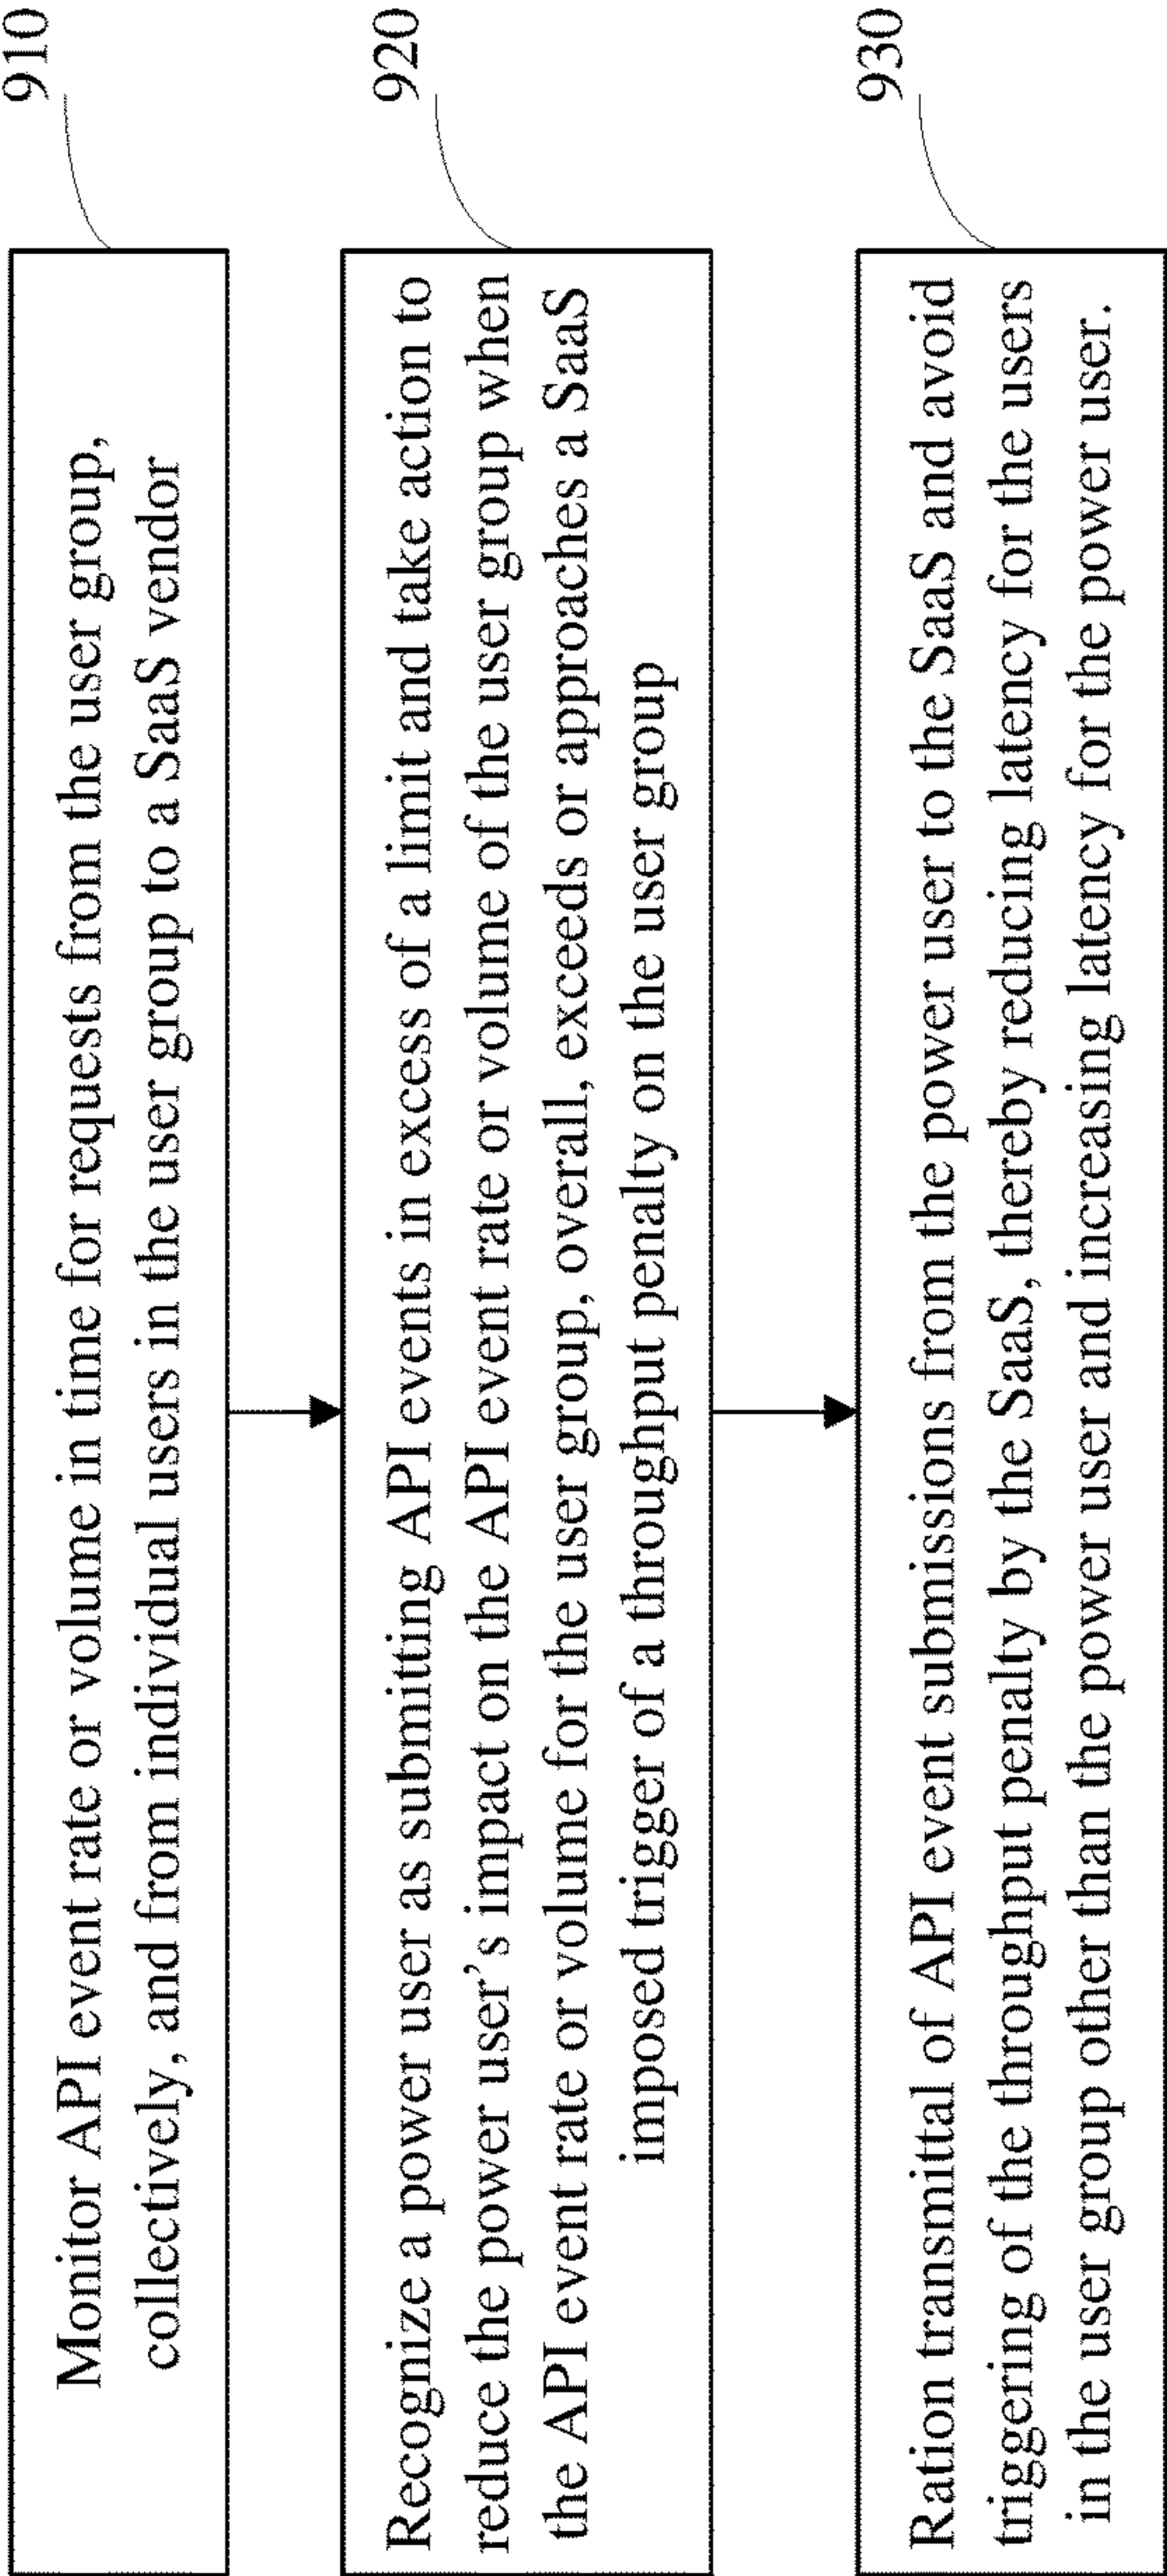 910
Monitor API event rate or volume in time for requests from the user group,
collectively, and from individual users in the user group to a SaaS vendor
920
Recognize a power user as submitting API events in excess of a limit and take action to
reduce the power user’s impact on the API event rate or volume of the user group when
the API event rate or volume for the user group, overall, exceeds or approaches a SaaS
imposed trigger of a throughput penalty on the user group
930
Ration transmittal of API event submissions from the power user to the SaaS and avoid
triggering of the throughput penalty by the SaaS, thereby reducing latency for the users
in the user group other than the power user and increasing latency for the power user.